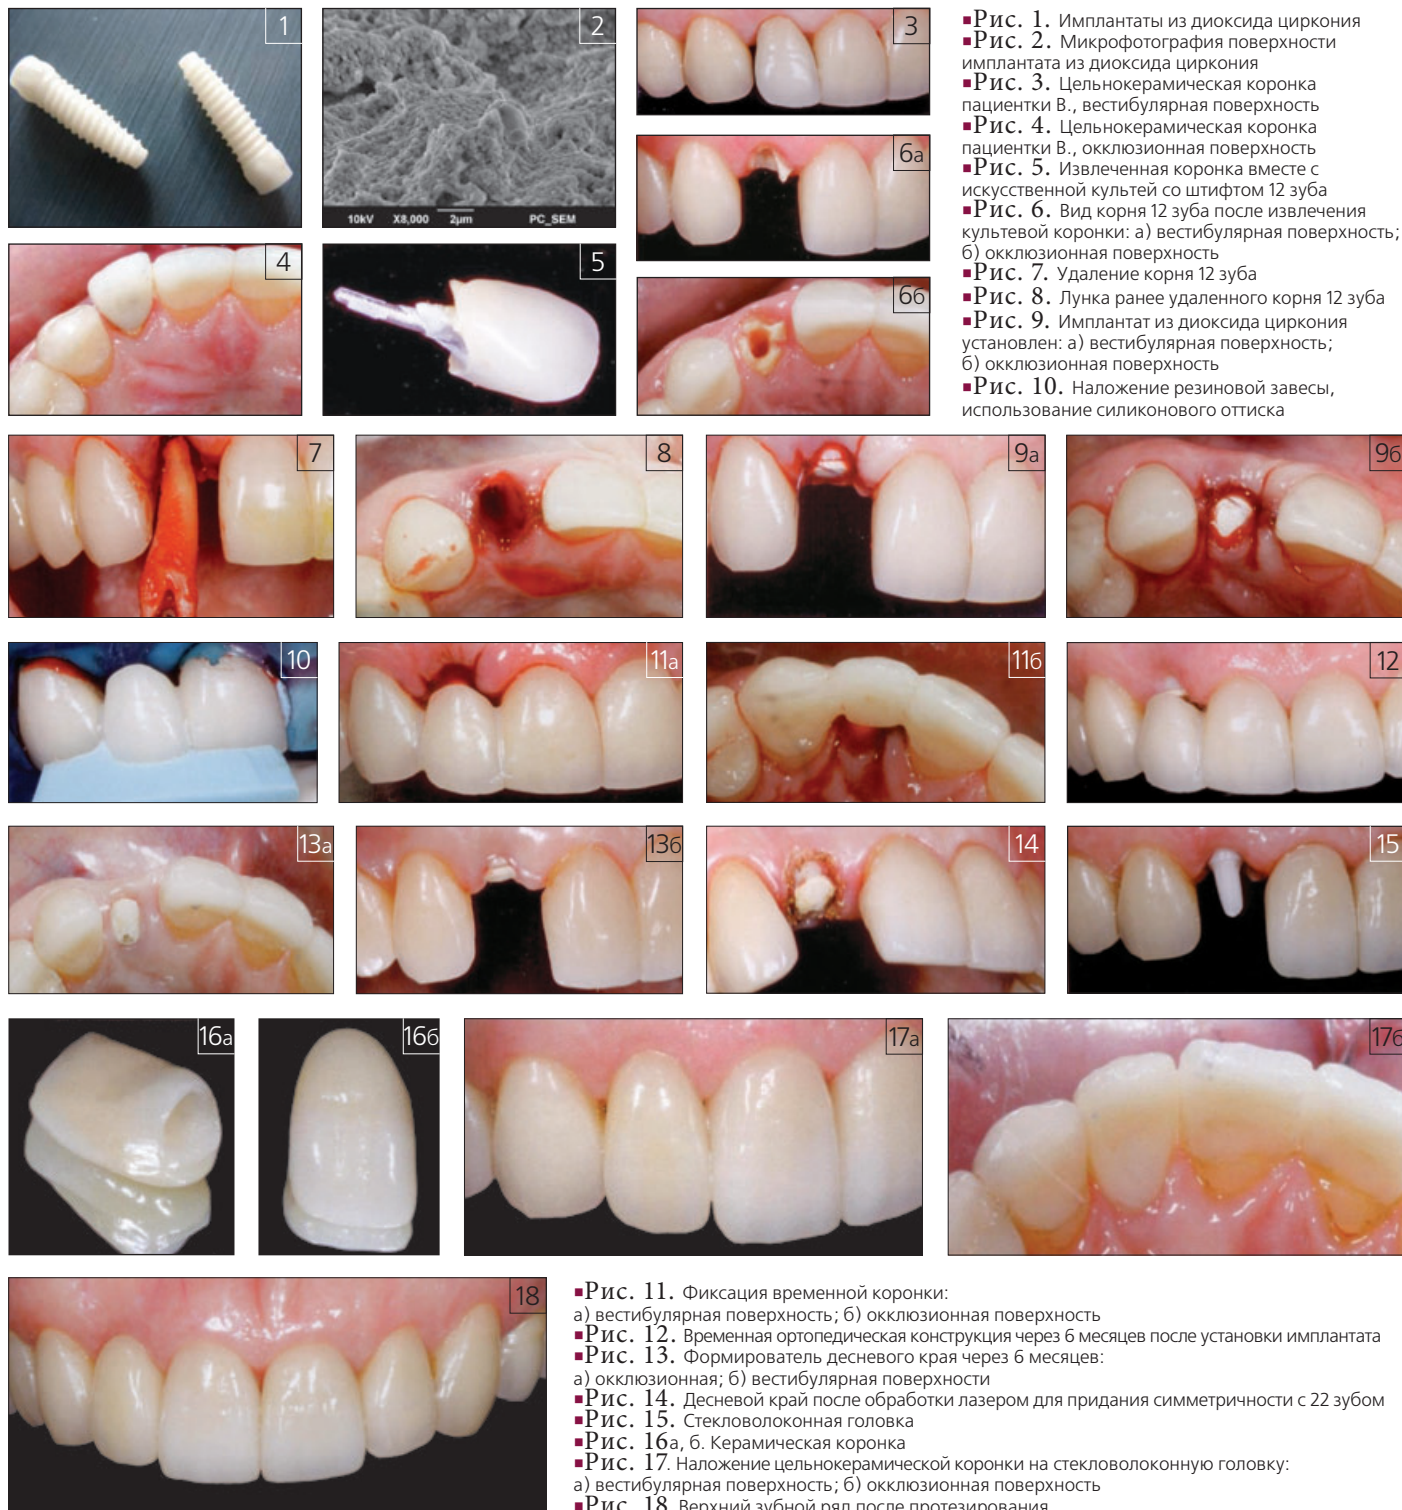 1
2
3
■Рис. 1. Имплантаты из диоксида циркония
■Рис. 2. Микрофотография поверхности
имплантата из диоксида циркония
■Рис. 3. Цельнокерамическая коронка
пациентки В., вестибулярная поверхность
■Рис. 4. Цельнокерамическая коронка
пациентки В., окклюзионная поверхность
■Рис. 5. Извлеченная коронка вместе с
искусственной культей со штифтом 12 зуба
■Рис. 6. Вид корня 12 зуба после извлечения
культевой коронки: а) вестибулярная поверхность;
б) окклюзионная поверхность
■Рис. 7. Удаление корня 12 зуба
■Рис. 8. Лунка ранее удаленного корня 12 зуба
■Рис. 9. Имплантат из диоксида циркония
установлен: а) вестибулярная поверхность;
б) окклюзионная поверхность
■Рис. 10. Наложение резиновой завесы,
использование силиконового оттиска
10kV X8,000 2μm PC_SEM
6а
4
5
6б
7
8
9а
9б
10
11а
11б
12
13а
13б
14
15
16а
16б
17а
17б
18
■Рис. 11. Фиксация временной коронки:
а) вестибулярная поверхность; б) окклюзионная поверхность
■Рис. 12. Временная ортопедическая конструкция через 6 месяцев после установки имплантата
■Рис. 13. Формирователь десневого края через 6 месяцев:
а) окклюзионная; б) вестибулярная поверхности
■Рис. 14. Десневой край после обработки лазером для придания симметричности с 22 зубом
■Рис. 15. Стекловолоконная головка
■Рис. 16а, б. Керамическая коронка
■Рис. 17. Наложение цельнокерамической коронки на стекловолоконную головку:
а) вестибулярная поверхность; б) окклюзионная поверхность
■Рис. 18. Верхний зубной ряд после протезирования